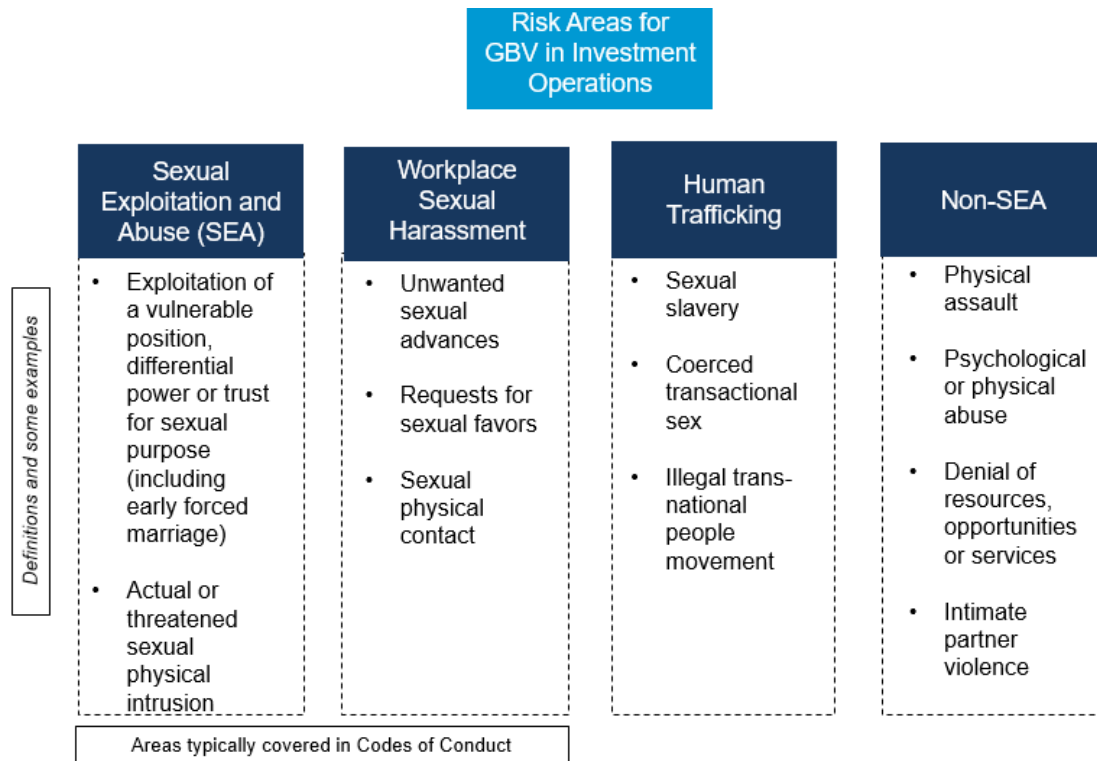 Risk Areas for
GBV in Investment
Operations
Sexual
Exploitation and
Abuse (SEA)
• Exploitation of
a vulnerable
position,
differential
power or trust
for sexual
purpose
(including
early forced
marriage)
• Actual or
threatened
sexual
physical
intrusion
Workplace
Sexual
Harassment
• Unwanted
sexual
advances
• Requests for
sexual favors
• Sexual
physical
contact
Human
Trafficking
• Sexual
slavery
• Coerced
transactional
sex
• Illegal trans-
national
people
movement
Non-SEA
• Physical
assault
• Psychological
or physical
abuse
• Denial of
resources,
opportunities
or services
• Intimate
partner
violence
Definitions and some examples
Areas typically covered in Codes of Conduct